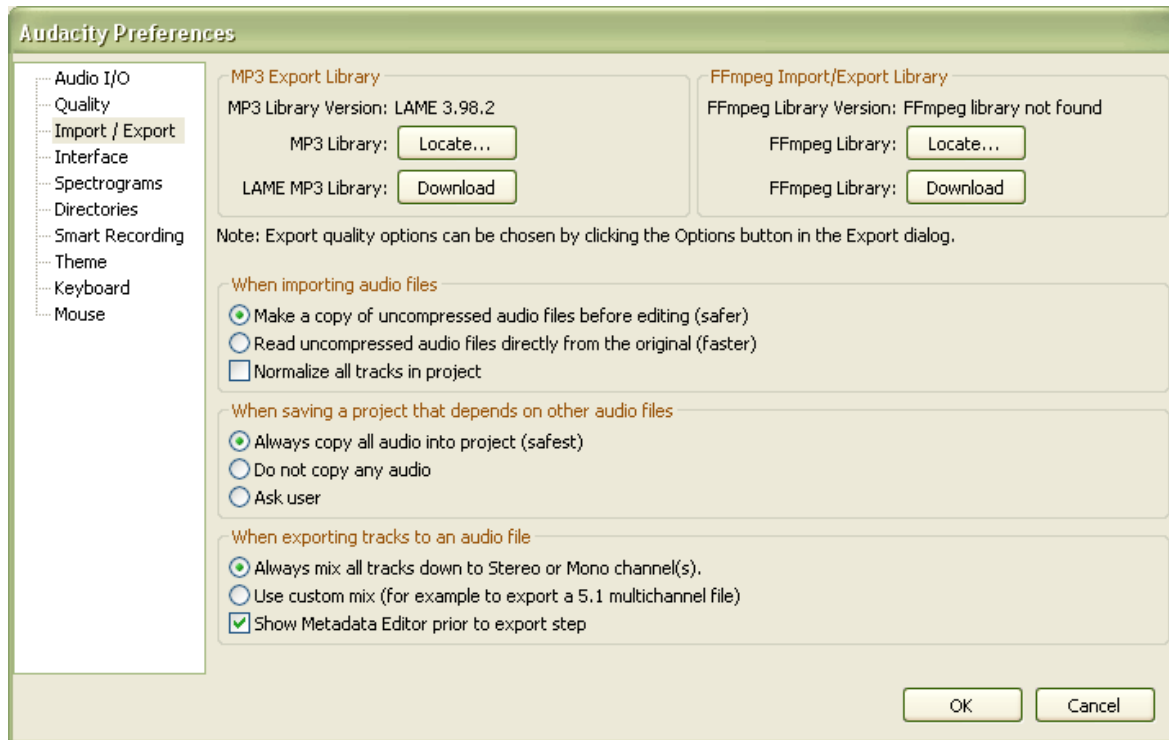 Audacity Preferences
Audio I/O
Quality
Import / Export
Interface
Spectrograms
Directories
Smart Recording
Theme
Keyboard
Mouse
MP3 Export Library
MP3 Library Version: LAME 3.98.2
MP3 Library: Locate...
LAME MP3 Library: Download
FFmpeg Import/Export Library
FFmpeg Library Version: FFmpeg library not found
FFmpeg Library: Locate...
FFmpeg Library: Download
Note: Export quality options can be chosen by clicking the Options button in the Export dialog.
When importing audio files
Make a copy of uncompressed audio files before editing (safer)
Read uncompressed audio files directly from the original (faster)
Normalize all tracks in project
When saving a project that depends on other audio files
Always copy all audio into project (safest)
Do not copy any audio
Ask user
When exporting tracks to an audio file
Always mix all tracks down to Stereo or Mono channel(s).
Use custom mix (for example to export a 5.1 multichannel file)
Show Metadata Editor prior to export step
OK Cancel